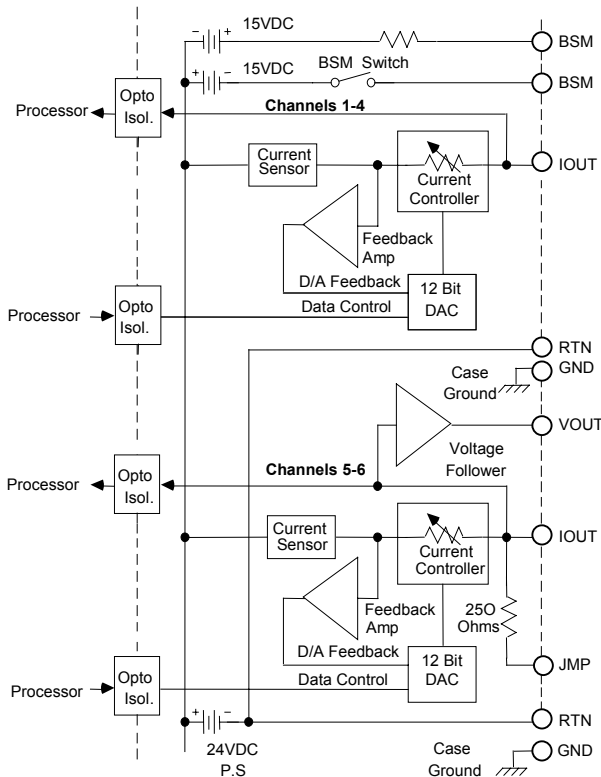 15VDC
− +
BSM
BSM Switch
+ − 15VDC
BSM
Opto
Isol.
Processor
Channels 1-4
IOUT
Current
Sensor
Current
Controller
Feedback
Amp
D/A Feedback
12 Bit
DAC
Data Control
Opto
Isol.
Processor
RTN
Case
Ground
GND
VOUT
Voltage
Follower
Channels 5-6
Opto
Isol.
Processor
IOUT
Current
Sensor
Current
Controller
Feedback
Amp
25O
Ohms
D/A Feedback
12 Bit
DAC
JMP
Data Control
Opto
Isol.
Processor
+ −
RTN
24VDC
P.S
Case
Ground
GND